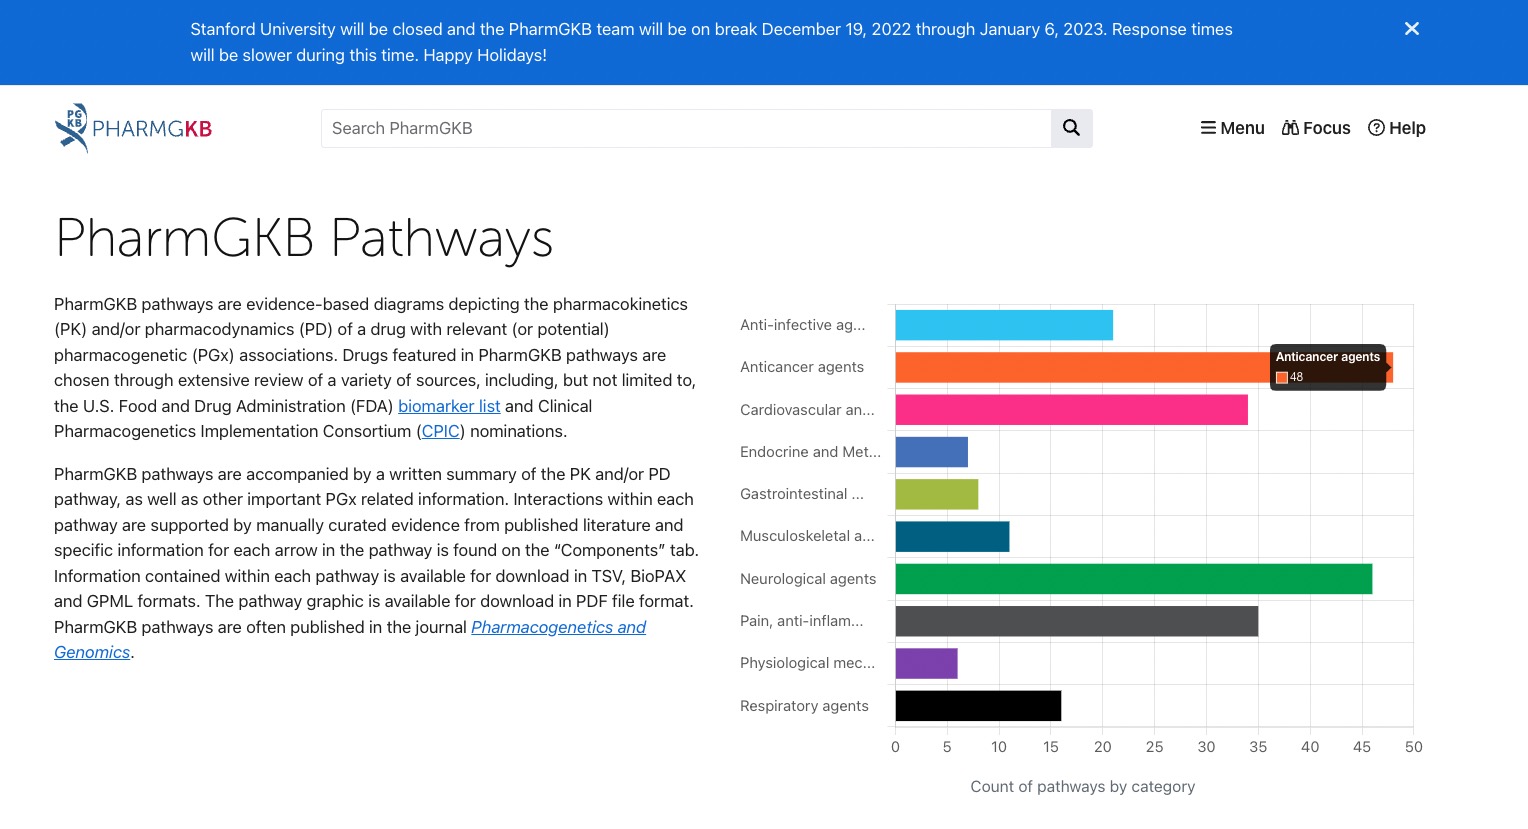 Stanford University will be closed and the PharmGKB team will be on break December 19, 2022 through January 6, 2023. Response times
will be slower during this time. Happy Holidays!
PG
KB
PHARMGKB
Search PharmGKB
Menu
Focus
Help
PharmGKB Pathways
PharmGKB pathways are evidence-based diagrams depicting the pharmacokinetics
(PK) and/or pharmacodynamics (PD) of a drug with relevant (or potential)
pharmacogenetic (PGx) associations. Drugs featured in PharmGKB pathways are
chosen through extensive review of a variety of sources, including, but not limited to,
the U.S. Food and Drug Administration (FDA) biomarker list and Clinical
Pharmacogenetics Implementation Consortium (CPIC) nominations.
PharmGKB pathways are accompanied by a written summary of the PK and/or PD
pathway, as well as other important PGx related information. Interactions within each
pathway are supported by manually curated evidence from published literature and
specific information for each arrow in the pathway is found on the “Components” tab.
Information contained within each pathway is available for download in TSV, BioPAX
and GPML formats. The pathway graphic is available for download in PDF file format.
PharmGKB pathways are often published in the journal Pharmacogenetics and
Genomics.
Anti-infective ag...
Anticancer agents
Anticancer agents
48
Cardiovascular an...
Endocrine and Met...
Gastrointestinal ...
Musculoskeletal a...
Neurological agents
Pain, anti-inflam...
Physiological mec...
Respiratory agents
0 5 10 15 20 25 30 35 40 45 50
Count of pathways by category